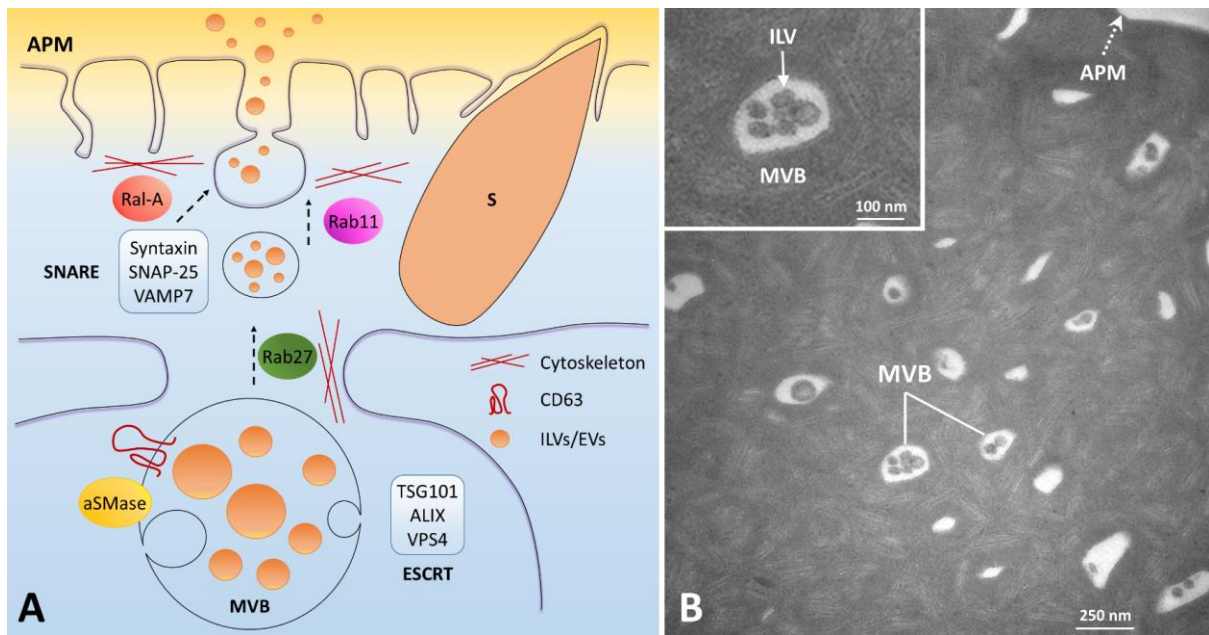 APM
Ral-A
Rab11
S
SNARE
Syntaxin
SNAP-25
VAMP7
Rab27
Cytoskeleton
CD63
ILVs/EVs
aSMase
TSG101
ALIX
VPS4
ESCRT
MVB
A
ILV
MVB
100 nm
APM
MVB
250 nm
B